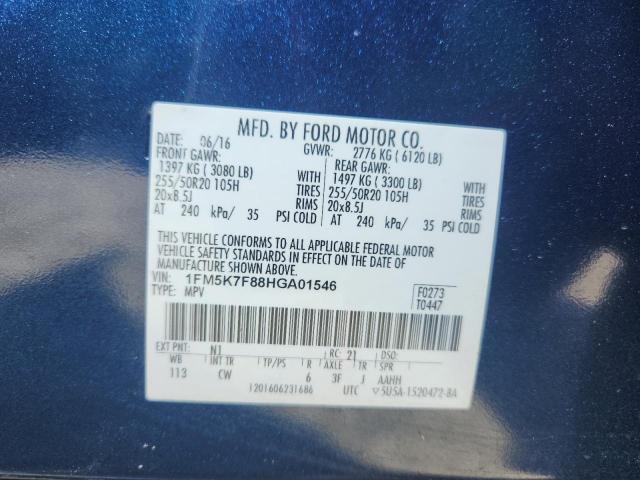 MFD. BY FORD MOTOR CO.
DATE: 06/16 GVWR: 2776 KG ( 6120 LB)
FRONT GAWR: REAR GAWR:
1397 KG ( 3080 LB) WITH 1497 KG ( 3300 LB) WITH
255/50R20 105H TIRES 255/50R20 105H TIRES
20x8.5J RIMS 20x8.5J RIMS
AT 240 kPa/ 35 PSI COLD AT 240 kPa/ 35 PSI COLD
THIS VEHICLE CONFORMS TO ALL APPLICABLE FEDERAL MOTOR
VEHICLE SAFETY STANDARDS IN EFFECT ON THE DATE OF
MANUFACTURE SHOWN ABOVE.
VIN: 1FM5K7F88HGA01546 F0273
TYPE: MPV T0447
EXT PNT: N1 RC: 21 DSO:
WB INT TR TP/PS R AXLE TR SPR
113 CW 6 3F J AAHH
1201606231686 UTC ▽5U5A-1520472-BA